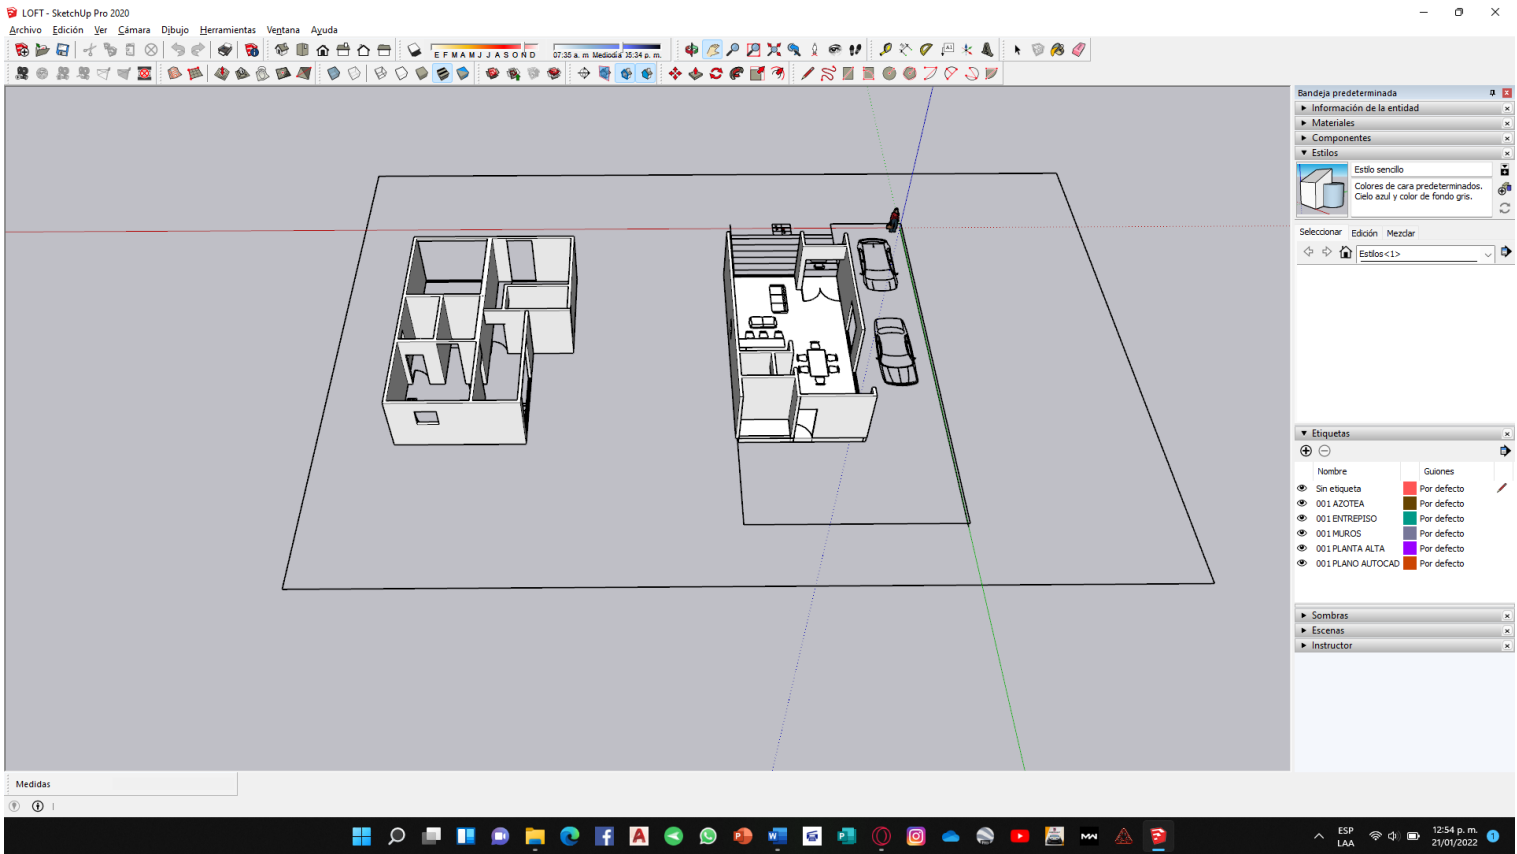 LOFT - SketchUp Pro 2020
Archivo Edición Ver Cámara Dibujo Herramientas Ventana Ayuda
E F M A M J J A S O N D 07:35 a. m. Mediodía 05:34 p. m.
Bandeja predeterminada
Información de la entidad
Materiales
Componentes
Estilos
Estilo sencillo
Colores de cara predeterminados.
Cielo azul y color de fondo gris.
Seleccionar Edición Mezclar
Estilos<1>
Etiquetas
Nombre Guiones
Sin etiqueta Por defecto
001 AZOTEA Por defecto
001 ENTREPISO Por defecto
001 MUROS Por defecto
001 PLANTA ALTA Por defecto
001 PLANO AUTOCAD Por defecto
Sombras
Escenas
Instructor
Medidas
ESP
LAA
12:54 p. m.
21/01/2022
1